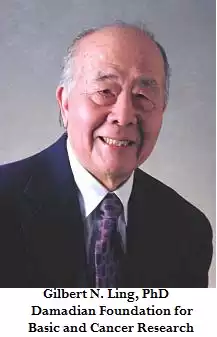 Gilbert N. Ling, PhD
Damadian Foundation for
Basic and Cancer Research